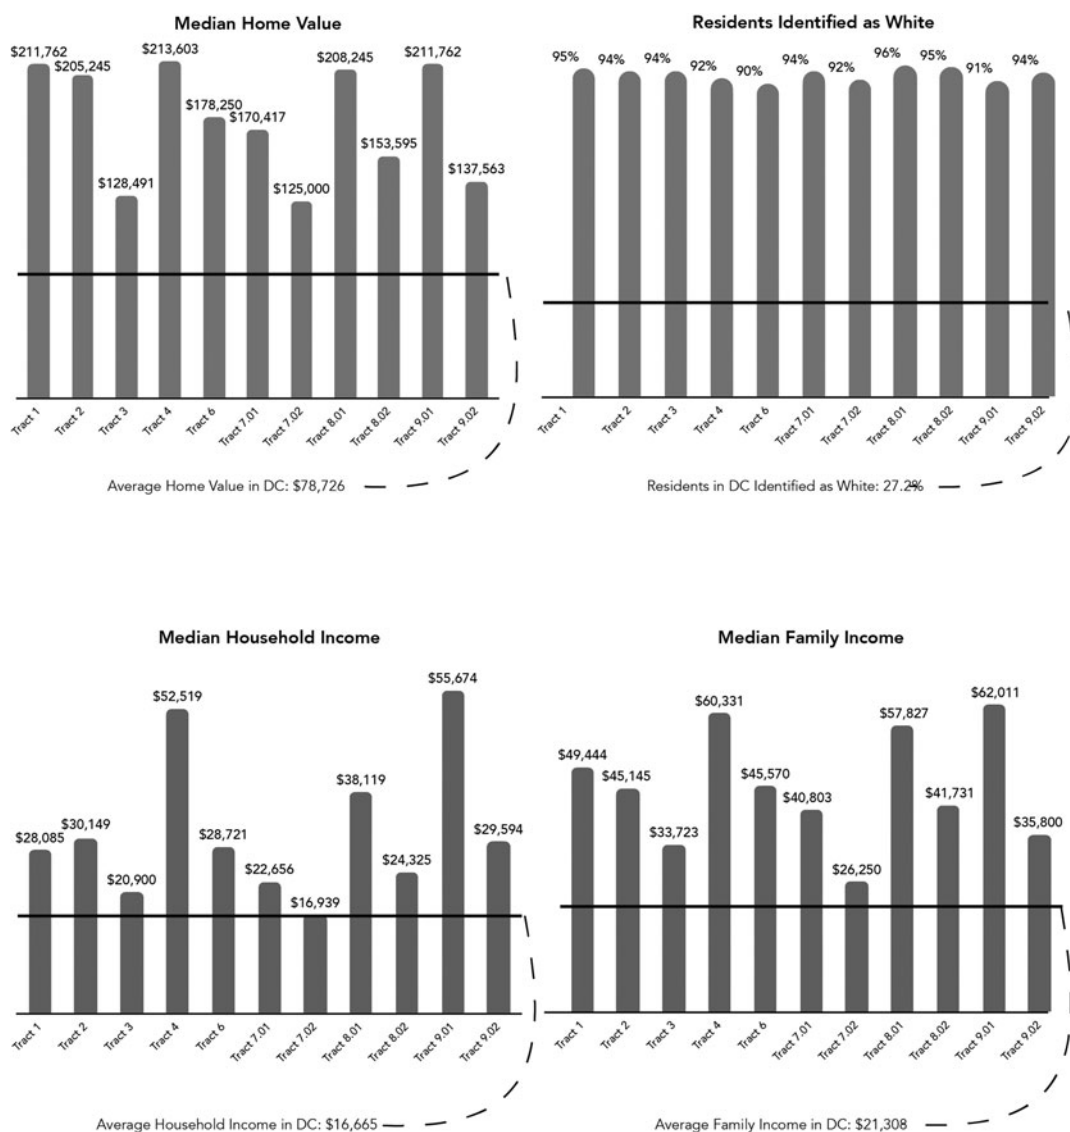 Median Home Value
$211,762
$205,245
$128,491
$213,603
$178,250
$170,417
$125,000
$208,245
$153,595
$211,762
$137,563
Tract 1
Tract 2
Tract 3
Tract 4
Tract 6
Tract 7.01
Tract 7.02
Tract 8.01
Tract 8.02
Tract 9.01
Tract 9.02
Average Home Value in DC: $78,726
Residents Identified as White
95%
94%
94%
92%
90%
94%
92%
96%
95%
91%
94%
Tract 1
Tract 2
Tract 3
Tract 4
Tract 6
Tract 7.01
Tract 7.02
Tract 8.01
Tract 8.02
Tract 9.01
Tract 9.02
Residents in DC Identified as White: 27.2%
Median Household Income
$28,085
$30,149
$20,900
$52,519
$28,721
$22,656
$16,939
$38,119
$24,325
$55,674
$29,594
Tract 1
Tract 2
Tract 3
Tract 4
Tract 6
Tract 7.01
Tract 7.02
Tract 8.01
Tract 8.02
Tract 9.01
Tract 9.02
Average Household Income in DC: $16,665
Median Family Income
$49,444
$45,145
$33,723
$60,331
$45,570
$40,803
$26,250
$57,827
$41,731
$62,011
$35,800
Tract 1
Tract 2
Tract 3
Tract 4
Tract 6
Tract 7.01
Tract 7.02
Tract 8.01
Tract 8.02
Tract 9.01
Tract 9.02
Average Family Income in DC: $21,308